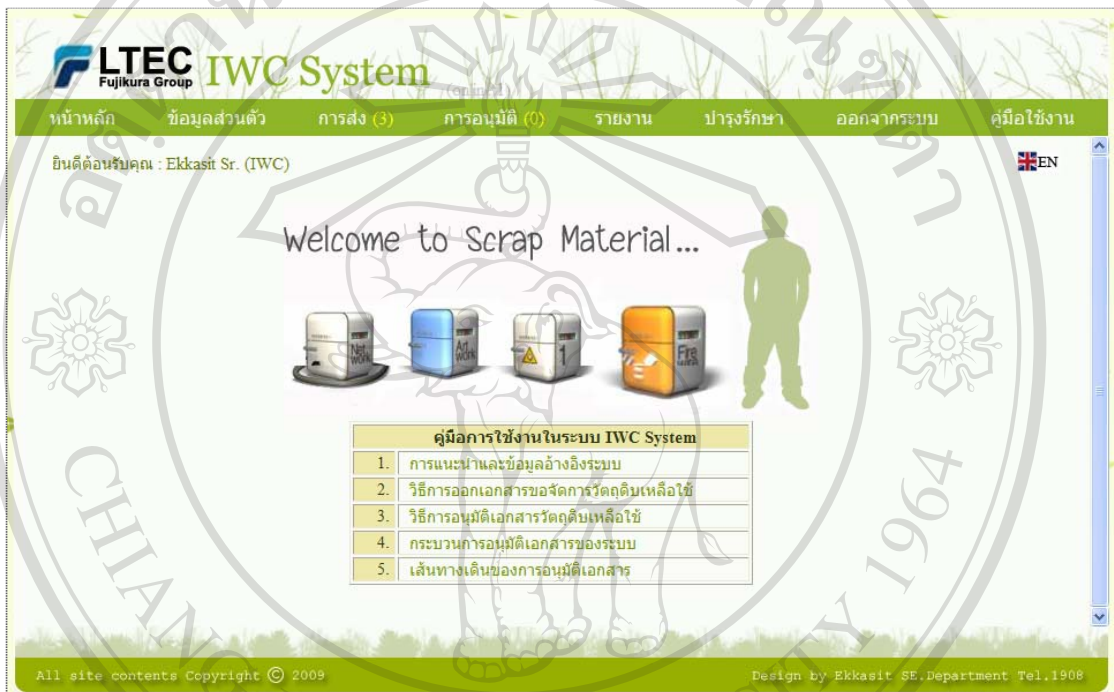 LTEC
Fujikura Group
IWC System
(online:1)
หน้าหลัก ข้อมูลส่วนตัว การส่ง (3) การอนุมัติ (0) รายงาน บำรุงรักษา ออกจากระบบ คู่มือใช้งาน
ยินดีต้อนรับคุณ : Ekkasit Sr. (IWC)
EN
Welcome to Scrap Material...
Net work
Art work
1
Fire
คู่มือการใช้งานในระบบ IWC System
1. การแนะนำและข้อมูลอ้างอิงระบบ
2. วิธีการออกเอกสารขอจัดการวัตถุดิบเหลือใช้
3. วิธีการอนุมัติเอกสารวัตถุดิบเหลือใช้
4. กระบวนการอนุมัติเอกสารของระบบ
5. เส้นทางเดินของการอนุมัติเอกสาร
CHIANG
UNIVERSITY 1964
All site contents Copyright © 2009
Design by Ekkasit SE.Department Tel.1908